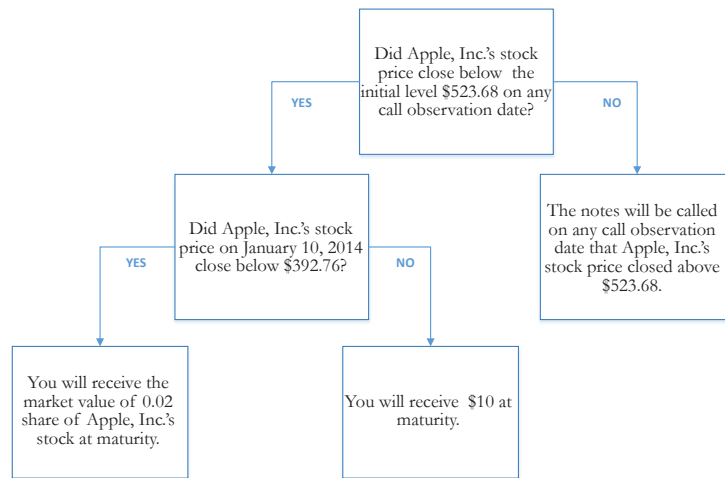 Did Apple, Inc.'s stock
price close below the
initial level $523.68 on any
call observation date?
YES
NO
Did Apple, Inc.'s stock
price on January 10, 2014
close below $392.76?
The notes will be called
on any call observation
date that Apple, Inc.'s
stock price closed above
$523.68.
YES
NO
You will receive the
market value of 0.02
share of Apple, Inc.'s
stock at maturity.
You will receive $10 at
maturity.